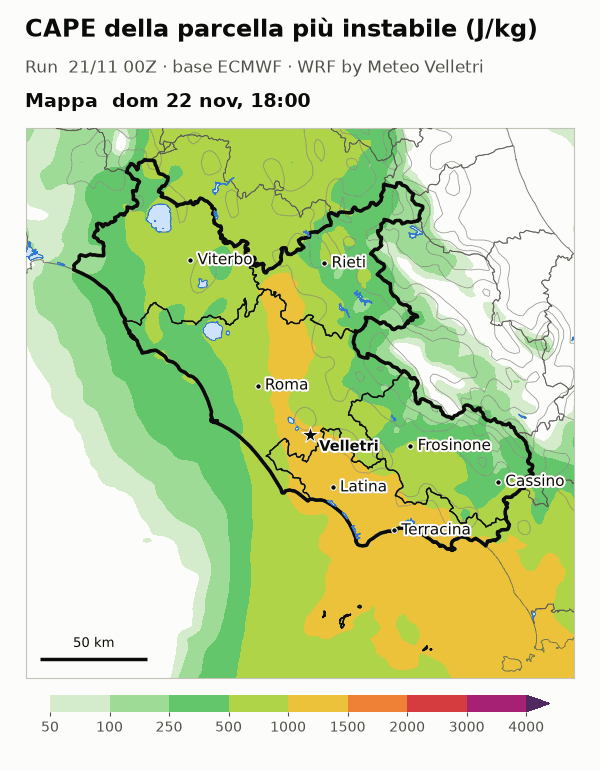 CAPE della parcella più instabile (J/kg)
Run  21/11 00Z · base ECMWF · WRF by Meteo Velletri
Mappa  dom 22 nov, 18:00
Viterbo
Rieti
Roma
Velletri
Frosinone
Cassino
Latina
Terracina
50 km
50 100 250 500 1000 1500 2000 3000 4000